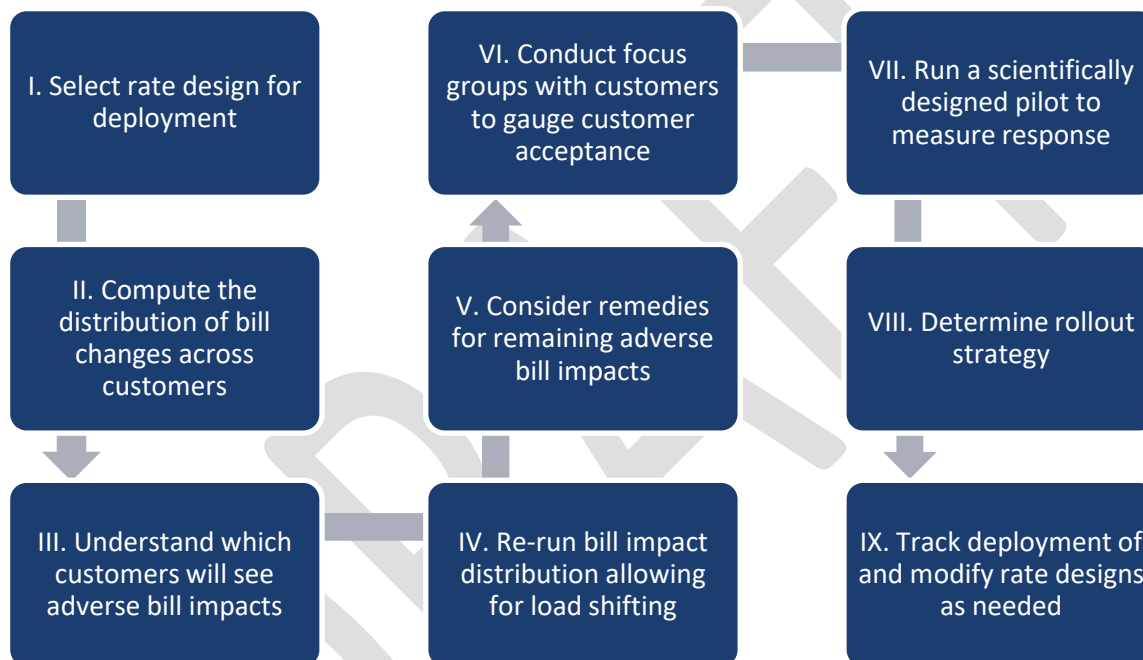 I. Select rate design for
deployment
II. Compute the
distribution of bill
changes across
customers
III. Understand which
customers will see
adverse bill impacts
IV. Re-run bill impact
distribution allowing
for load shifting
V. Consider remedies
for remaining adverse
bill impacts
VI. Conduct focus
groups with customers
to gauge customer
acceptance
VII. Run a scientifically
designed pilot to
measure response
VIII. Determine rollout
strategy
IX. Track deployment of
and modify rate designs
as needed